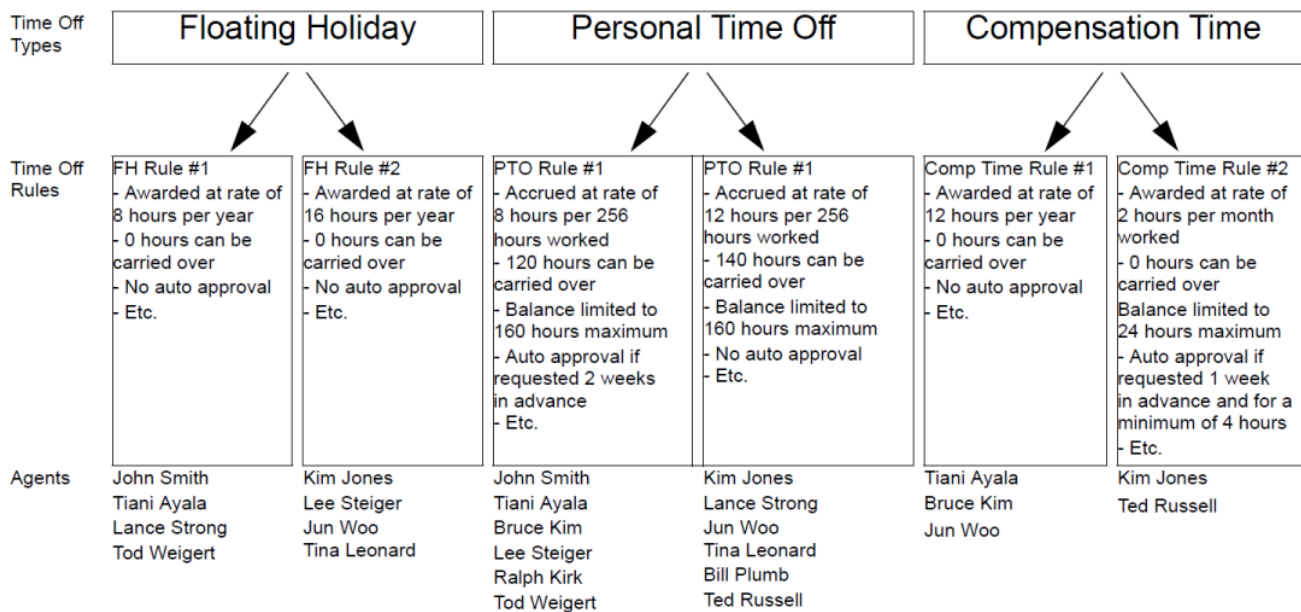 Time Off
Types
Floating Holiday
Personal Time Off
Compensation Time
Time Off
Rules
FH Rule #1
- Awarded at rate of
8 hours per year
- 0 hours can be
carried over
- No auto approval
- Etc.
FH Rule #2
- Awarded at rate of
16 hours per year
- 0 hours can be
carried over
- No auto approval
- Etc.
PTO Rule #1
- Accrued at rate of
8 hours per 256
hours worked
- 120 hours can be
carried over
- Balance limited to
160 hours maximum
- Auto approval if
requested 2 weeks
in advance
- Etc.
PTO Rule #1
- Accrued at rate of
12 hours per 256
hours worked
- 140 hours can be
carried over
- Balance limited to
160 hours maximum
- No auto approval
- Etc.
Comp Time Rule #1
- Awarded at rate of
12 hours per year
- 0 hours can be
carried over
- No auto approval
- Etc.
Comp Time Rule #2
- Awarded at rate of
2 hours per month
worked
- 0 hours can be
carried over
Balance limited to
24 hours maximum
- Auto approval if
requested 1 week
in advance and for a
minimum of 4 hours
- Etc.
Agents
John Smith
Tiani Ayala
Lance Strong
Tod Weigert
Kim Jones
Lee Steiger
Jun Woo
Tina Leonard
John Smith
Tiani Ayala
Bruce Kim
Lee Steiger
Ralph Kirk
Tod Weigert
Kim Jones
Lance Strong
Jun Woo
Tina Leonard
Bill Plumb
Ted Russell
Tiani Ayala
Bruce Kim
Jun Woo
Kim Jones
Ted Russell